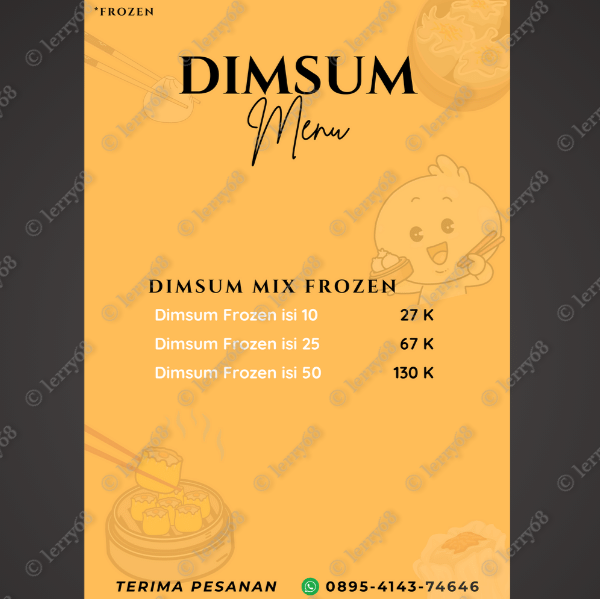 *FROZEN
DIMSUM
Menu
DIMSUM MIX FROZEN
Dimsum Frozen isi 10 27 K
Dimsum Frozen isi 25 67 K
Dimsum Frozen isi 50 130 K
TERIMA PESANAN 0895-4143-74646
© lerry68